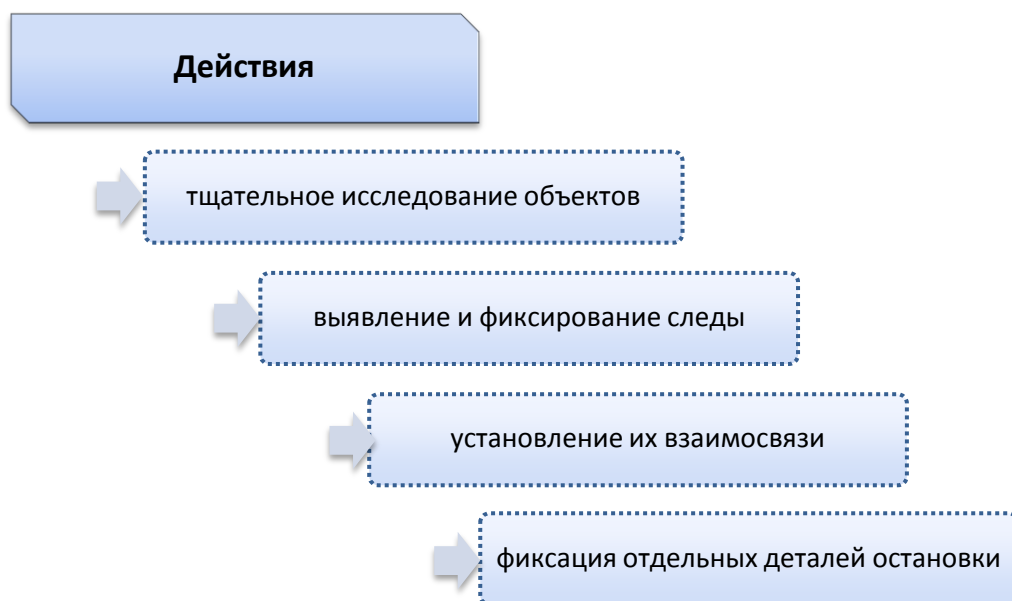 Действия
тщательное исследование объектов
выявление и фиксирование следы
установление их взаимосвязи
фиксация отдельных деталей остановки